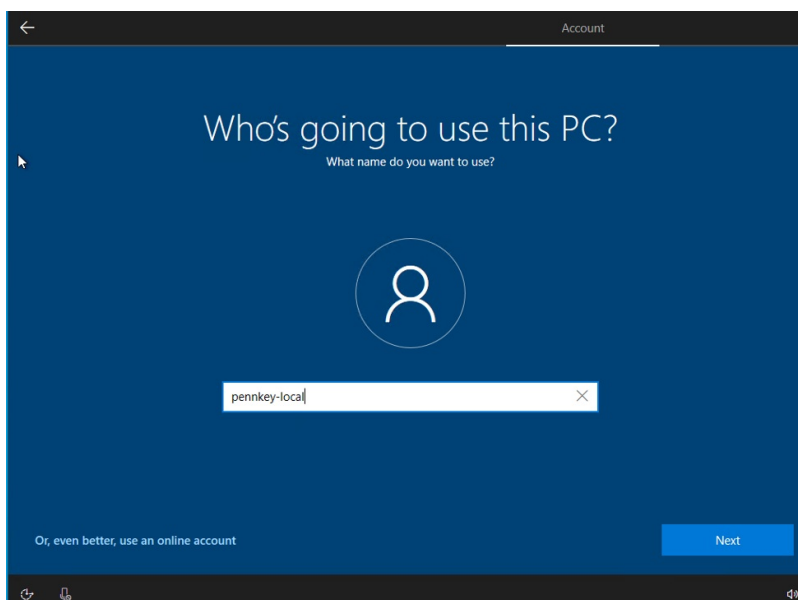 Account
Who's going to use this PC?
What name do you want to use?
pennkey-local
Or, even better, use an online account
Next